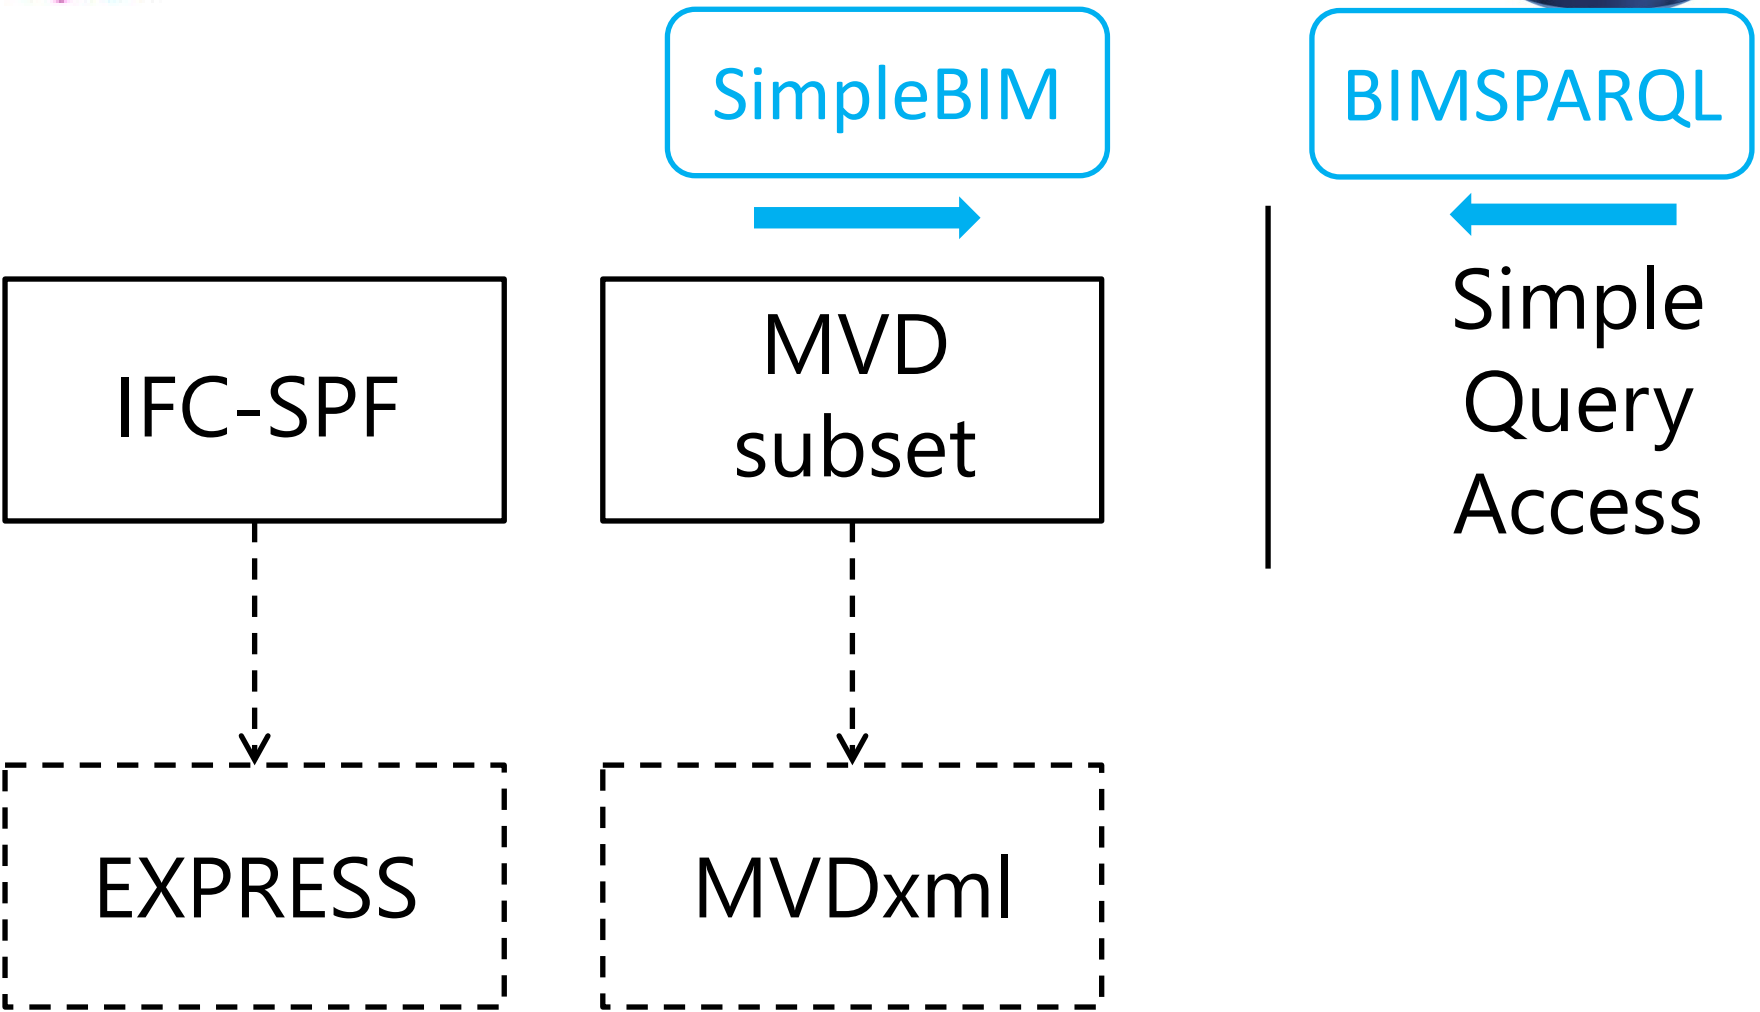 SimpleBIM
BIMSPARQL
IFC-SPF
MVD
subset
Simple
Query
Access
EXPRESS
MVDxml